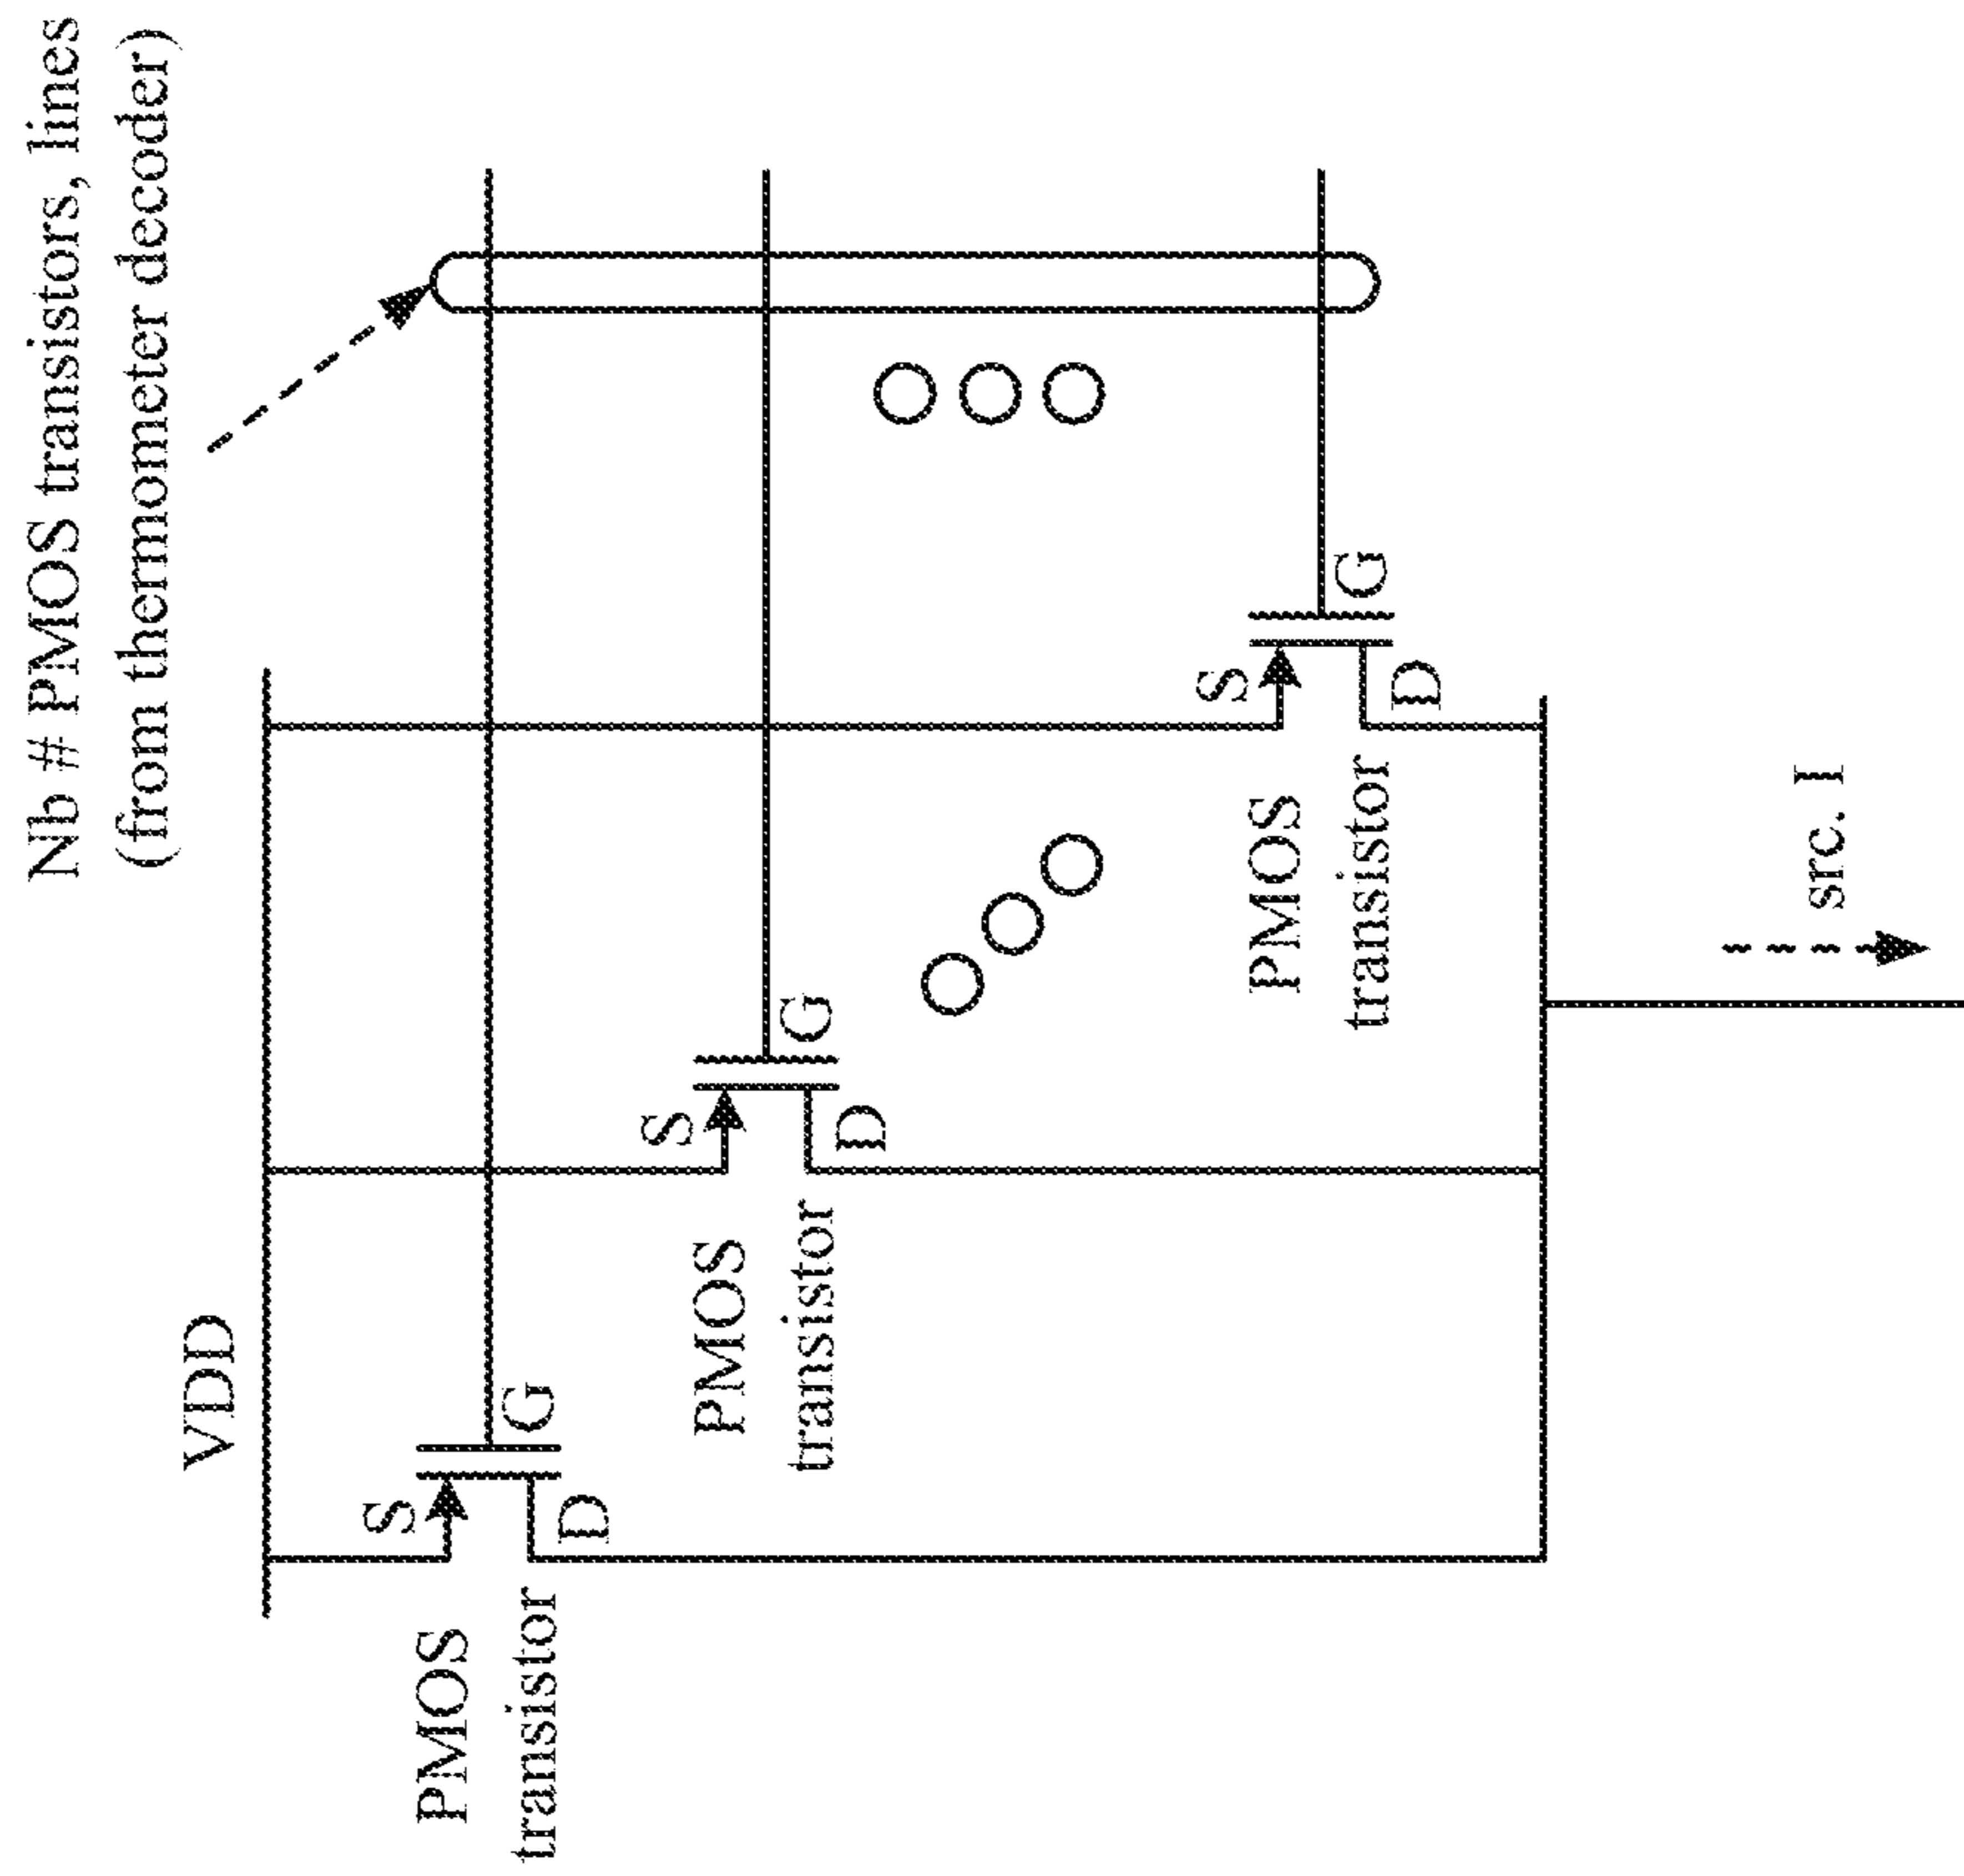 Nb # PMOS transistors, lines
(from thermometer decoder)
VDD
S
G
D
PMOS
transistor
S
G
D
PMOS
transistor
S
G
D
PMOS
transistor
src. I